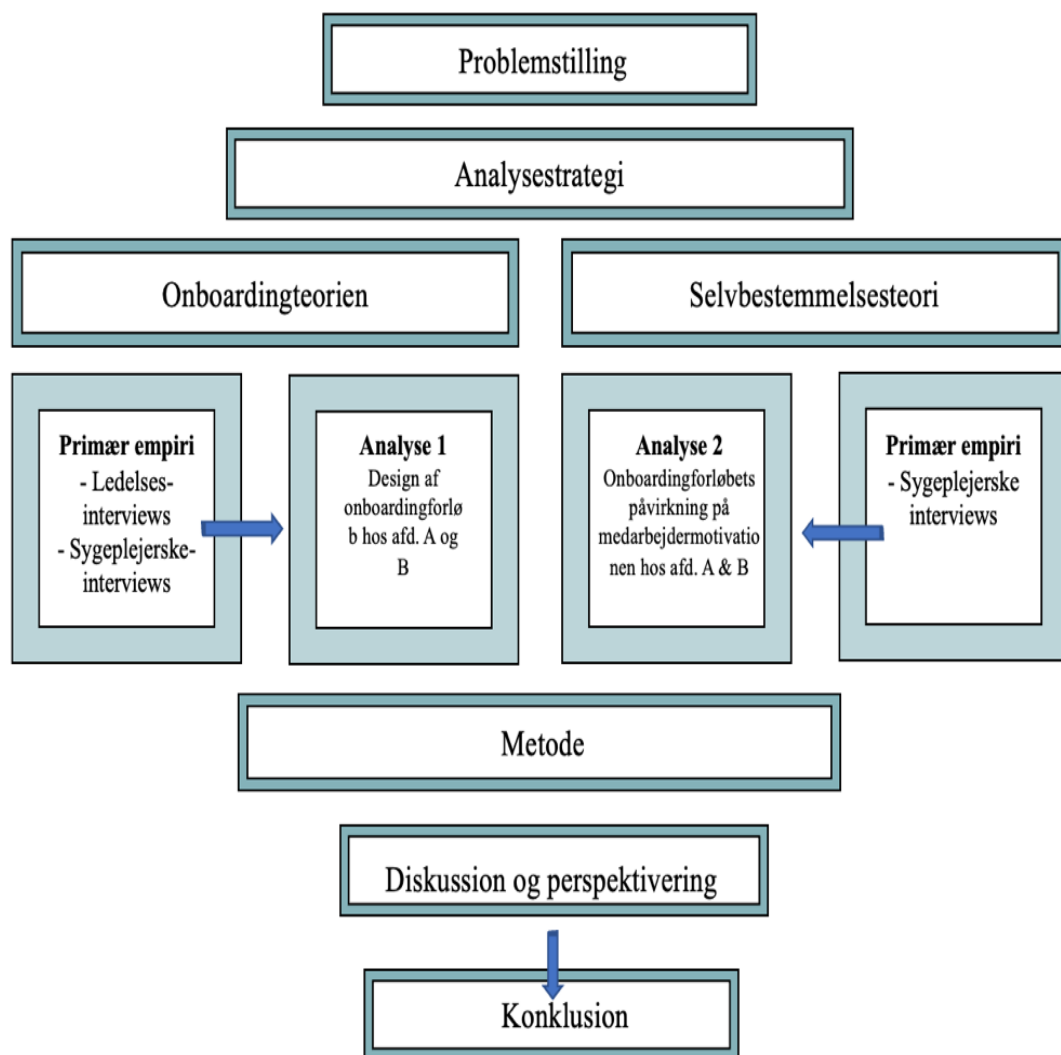 Problemstilling
Analysestrategi
Onboardingteorien
Selvbestemmelsesteori
Primær empiri
- Ledelses-
interviews
- Sygeplejerske-
interviews
Analyse 1
Design af
onboardingforlø
b hos afd. A og
B
Analyse 2
Onboardingforløbets
påvirkning på
medarbejdermotivatio
nen hos afd. A & B
Primær empiri
- Sygeplejerske
interviews
Metode
Diskussion og perspektivering
Konklusion